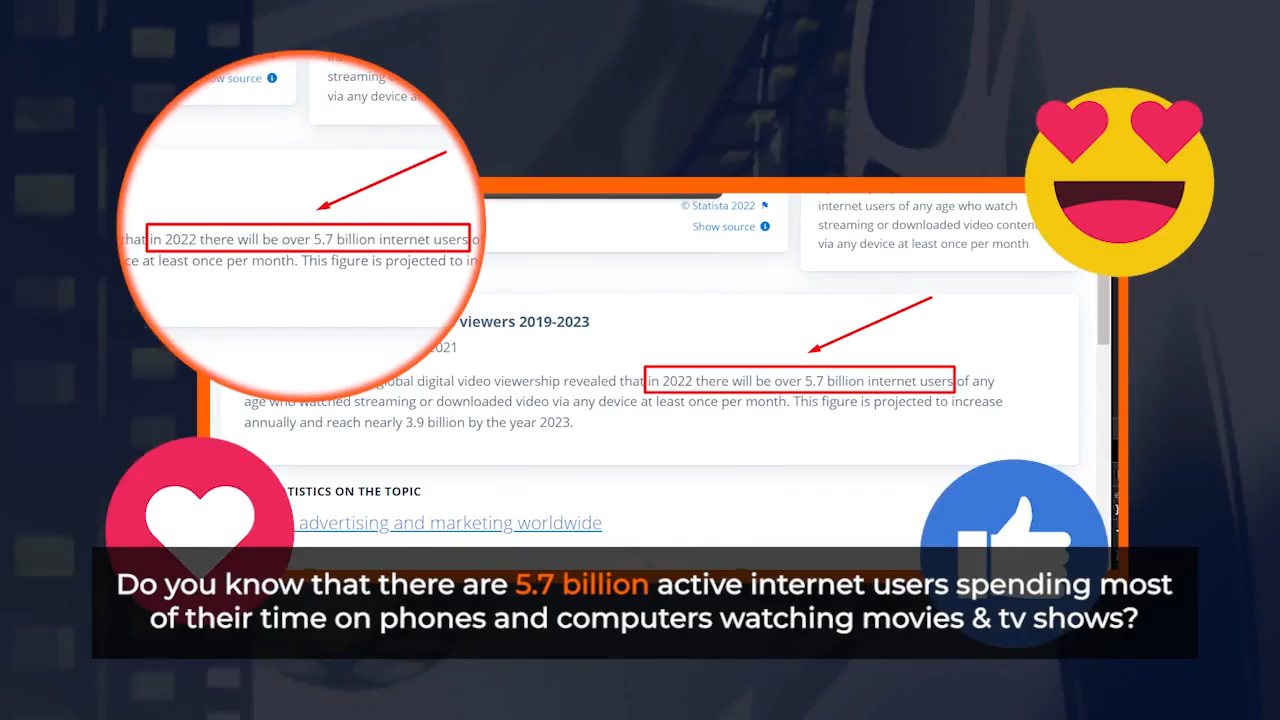 streaming
ow source
via any device a
that in 2022 there will be over 5.7 billion internet users
ce at least once per month. This figure is projected to in
© Statista 2022
Show source
internet users of any age who watch
streaming or downloaded video conten
via any device at least once per month
viewers 2019-2023
2021
global digital video viewership revealed that in 2022 there will be over 5.7 billion internet users of any
age who watched streaming or downloaded video via any device at least once per month. This figure is projected to increase
annually and reach nearly 3.9 billion by the year 2023.
TISTICS ON THE TOPIC
advertising and marketing worldwide
Do you know that there are 5.7 billion active internet users spending most
of their time on phones and computers watching movies & tv shows?